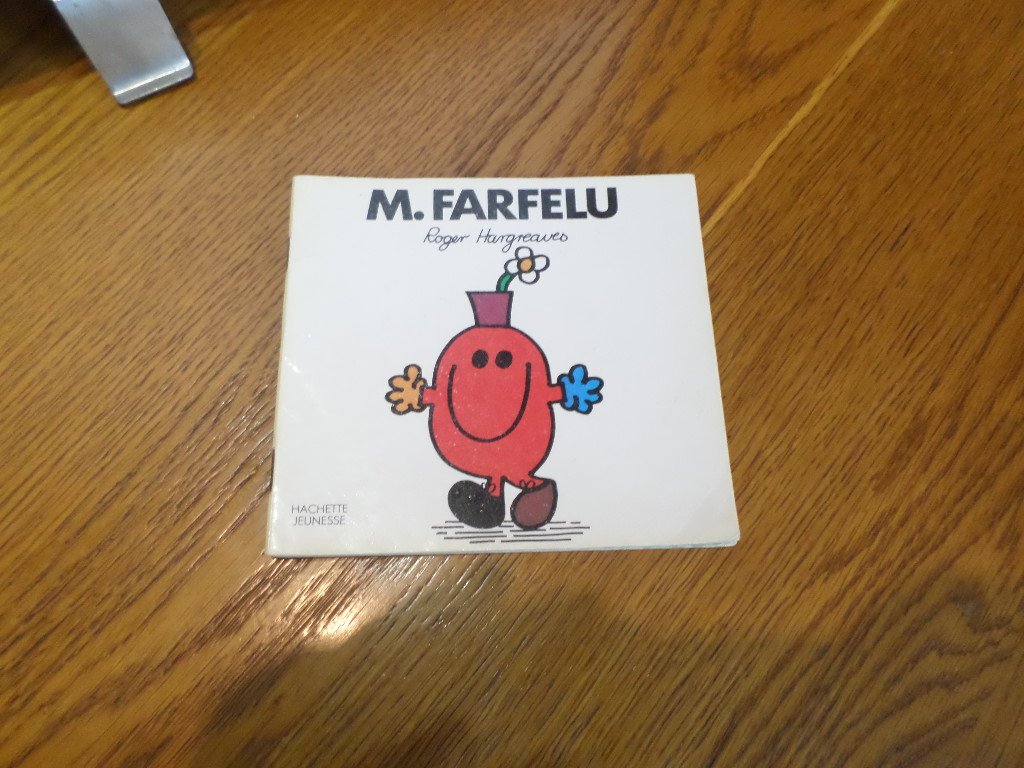 M. FARFELU
Roger Hargreaves
HACHETTE
JEUNESSE